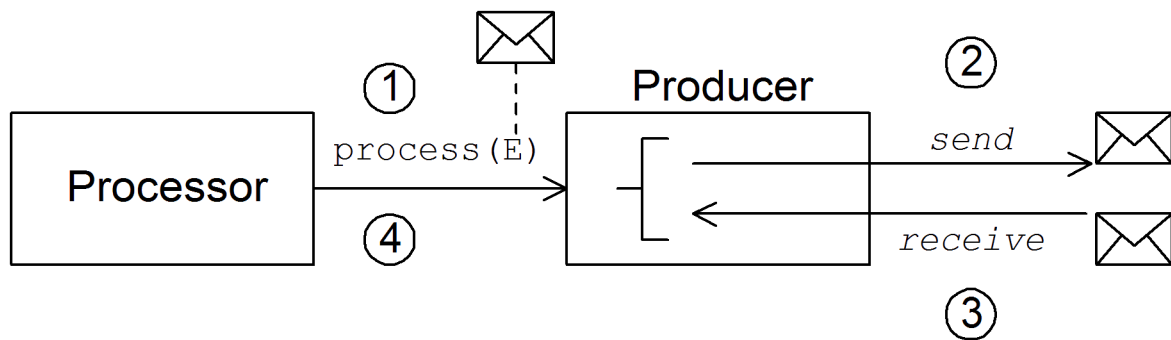 1
2
Producer
process(E)
send
Processor
4
receive
3